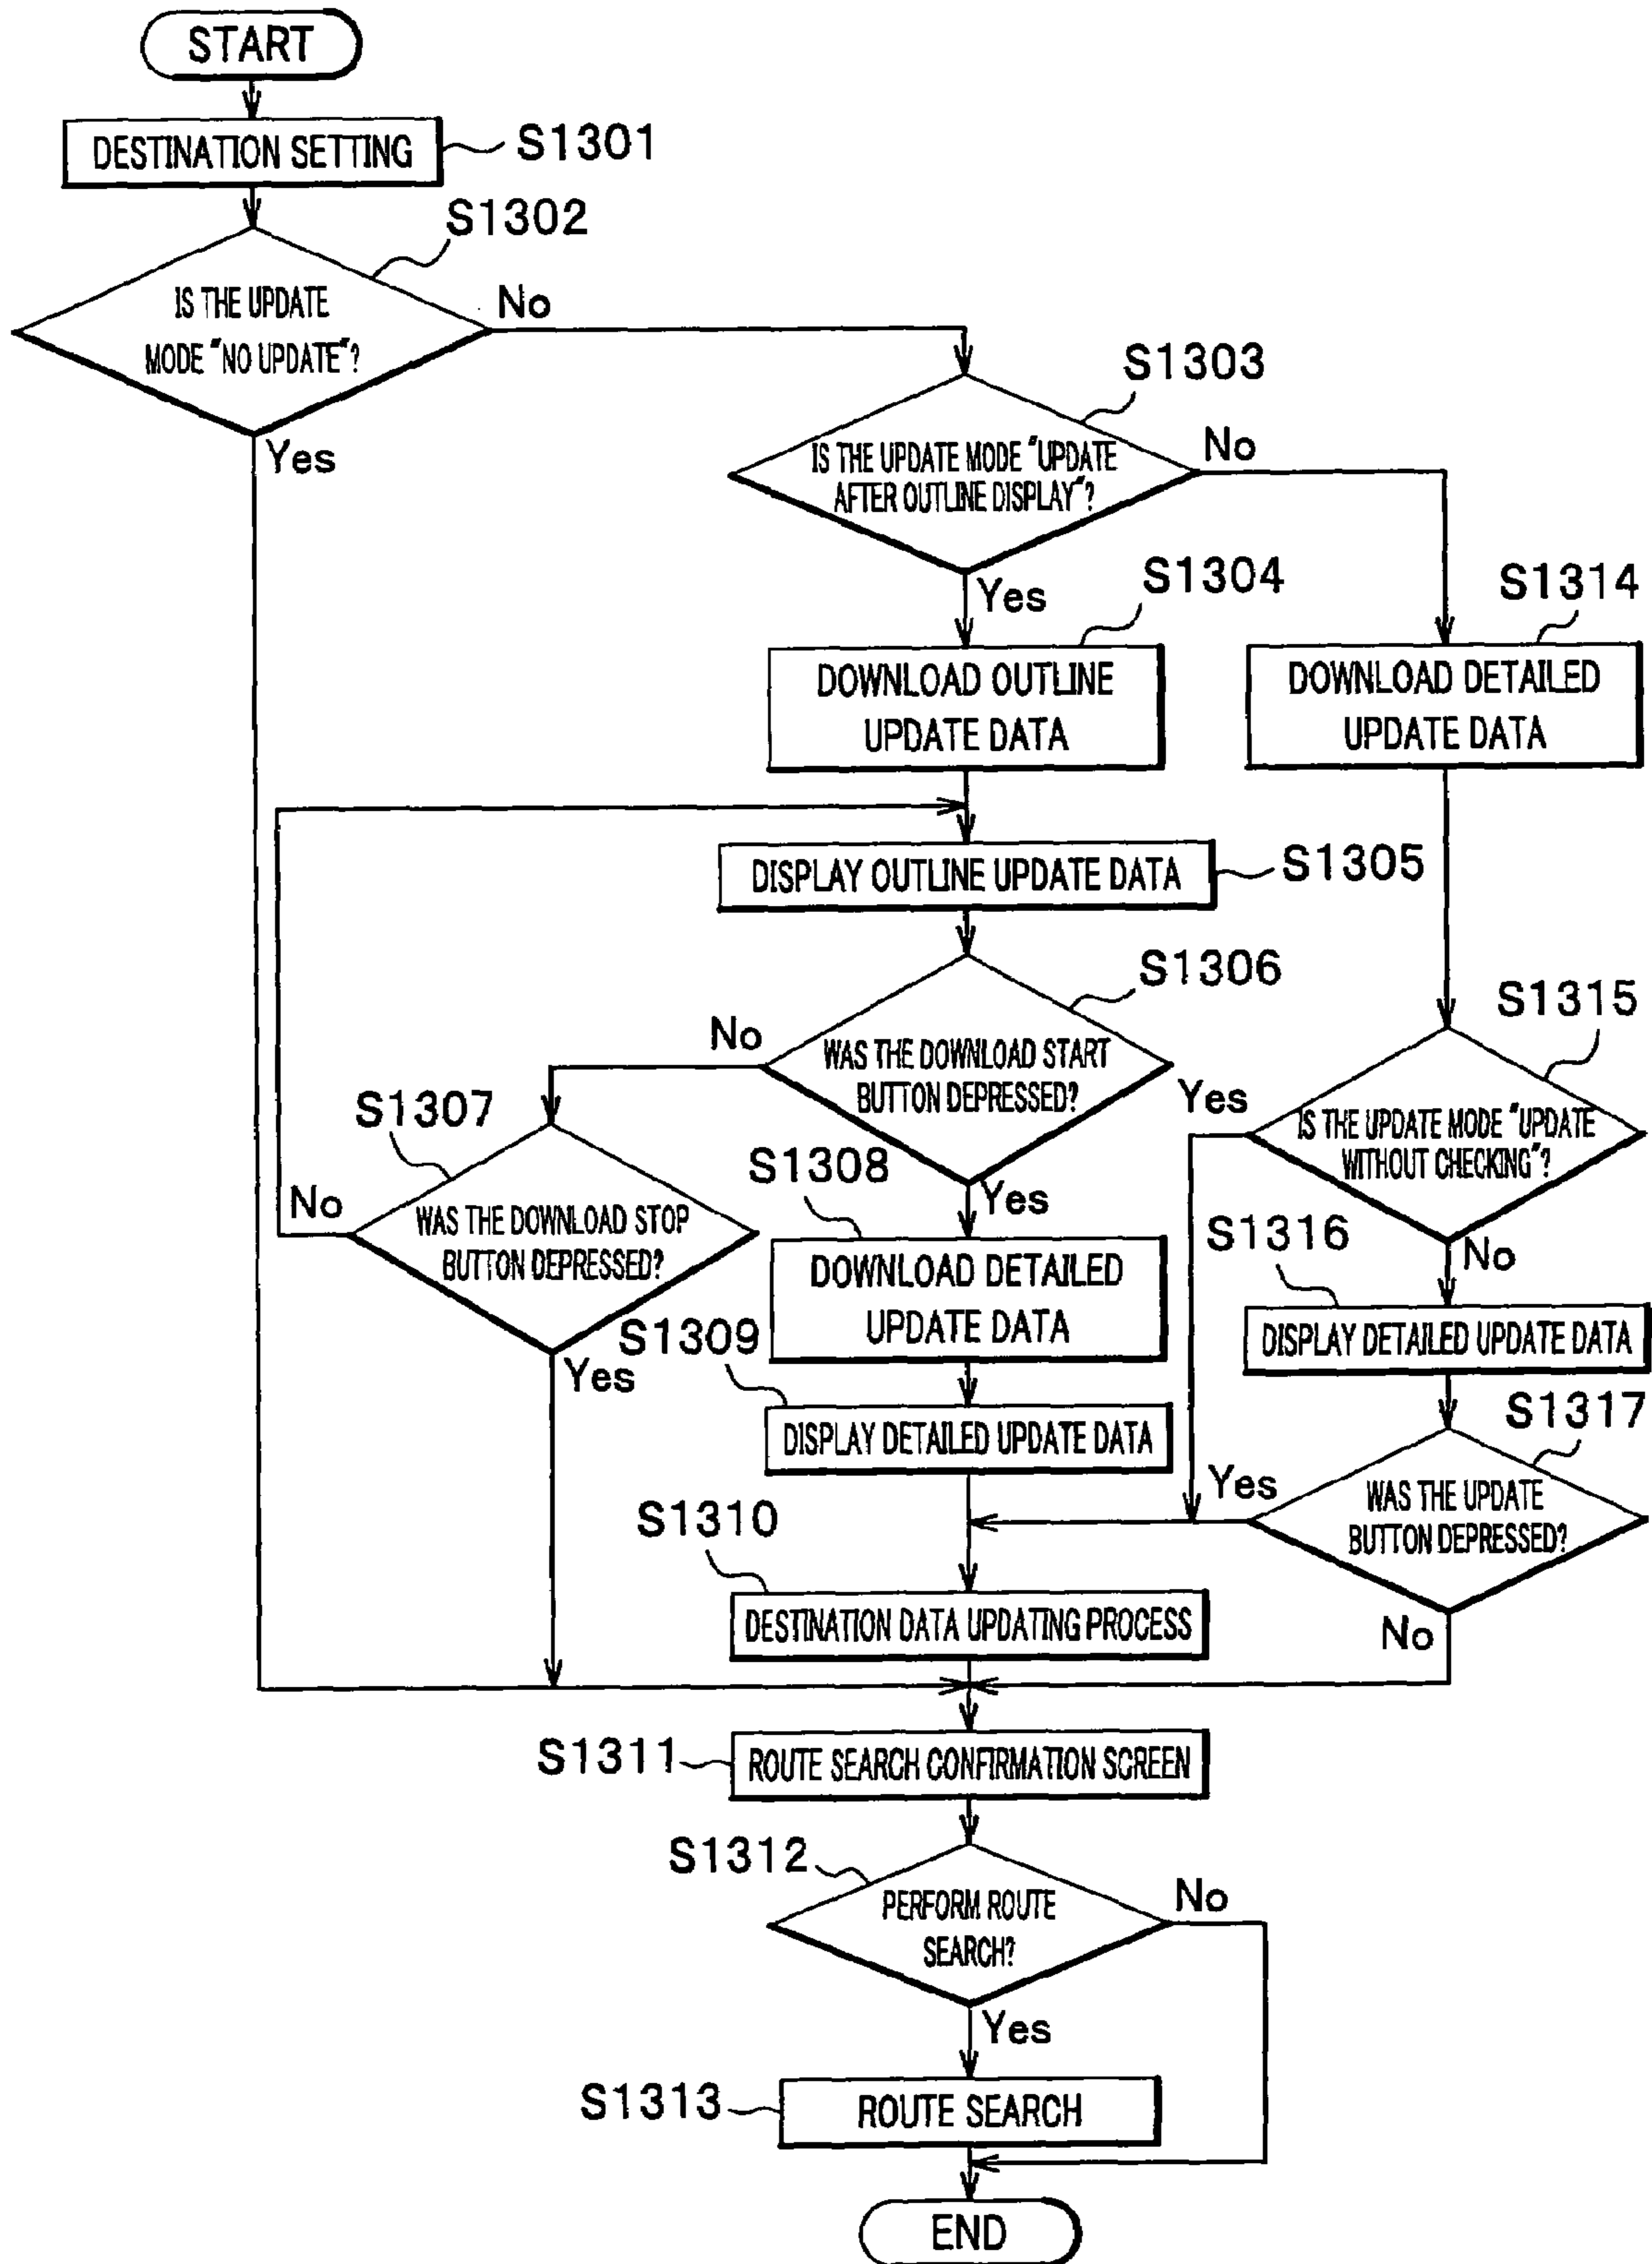 START
DESTINATION SETTING
S1301
S1302
IS THE UPDATE
MODE "NO UPDATE"?
No
Yes
S1303
IS THE UPDATE MODE "UPDATE
AFTER OUTLINE DISPLAY"?
No
Yes
S1304
DOWNLOAD OUTLINE
UPDATE DATA
S1314
DOWNLOAD DETAILED
UPDATE DATA
DISPLAY OUTLINE UPDATE DATA
S1305
S1306
WAS THE DOWNLOAD START
BUTTON DEPRESSED?
No
Yes
S1307
WAS THE DOWNLOAD STOP
BUTTON DEPRESSED?
No
Yes
S1308
DOWNLOAD DETAILED
UPDATE DATA
S1309
DISPLAY DETAILED UPDATE DATA
S1315
IS THE UPDATE MODE "UPDATE
WITHOUT CHECKING"?
Yes
No
S1316
DISPLAY DETAILED UPDATE DATA
S1317
WAS THE UPDATE
BUTTON DEPRESSED?
Yes
No
S1310
DESTINATION DATA UPDATING PROCESS
S1311
ROUTE SEARCH CONFIRMATION SCREEN
S1312
PERFORM ROUTE
SEARCH?
No
Yes
S1313
ROUTE SEARCH
END